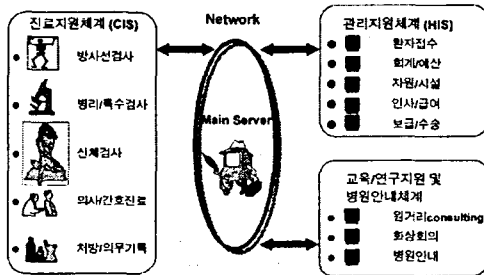 진료지원체계 (CIS)
방사선검사
병리/특수검사
신체검사
의사/간호진료
처방/의무기록
Network
Main Server
관리지원체계 (HIS)
환자접수
회계/예산
자원/시설
인사/급여
보급/수송
교육/연구지원 및
병원안내체계
원거리consulting
화상회의
병원안내